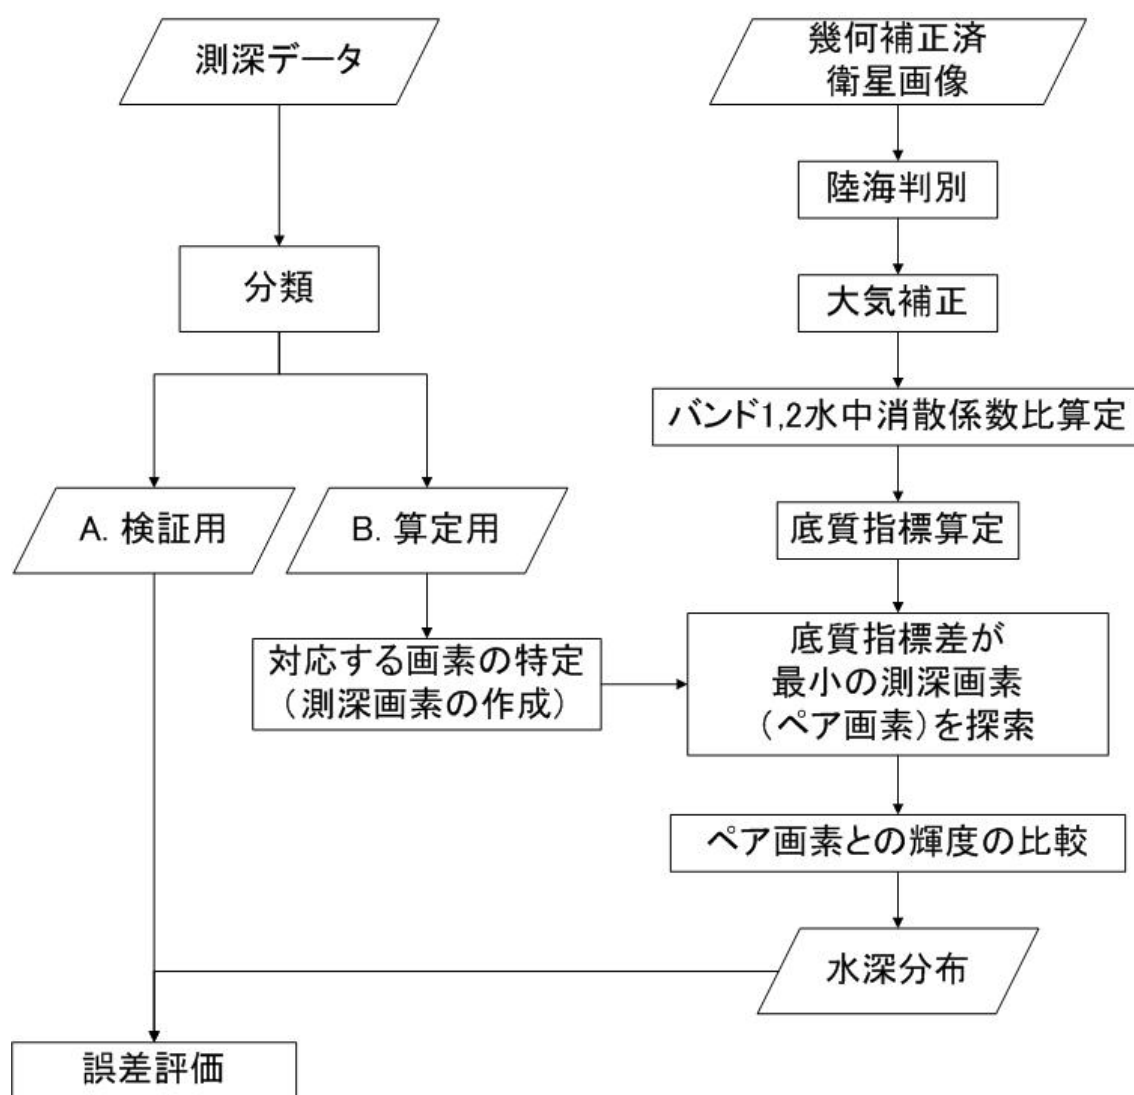 測深データ
幾何補正済
衛星画像
陸海判別
分類
大気補正
バンド1,2水中消散係数比算定
A. 検証用
B. 算定用
底質指標算定
対応する画素の特定
（測深画素の作成）
底質指標差が
最小の測深画素
（ペア画素）を探索
ペア画素との輝度の比較
水深分布
誤差評価